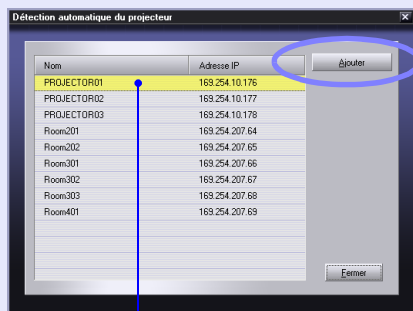 Détection automatique du projecteur
Nom Adresse IP Ajouter
PROJECTOR01 169.254.10.176
PROJECTOR02 169.254.10.177
PROJECTOR03 169.254.10.178
Room201 169.254.207.64
Room202 169.254.207.65
Room301 169.254.207.66
Room302 169.254.207.67
Room303 169.254.207.68
Room401 169.254.207.69
Fermer